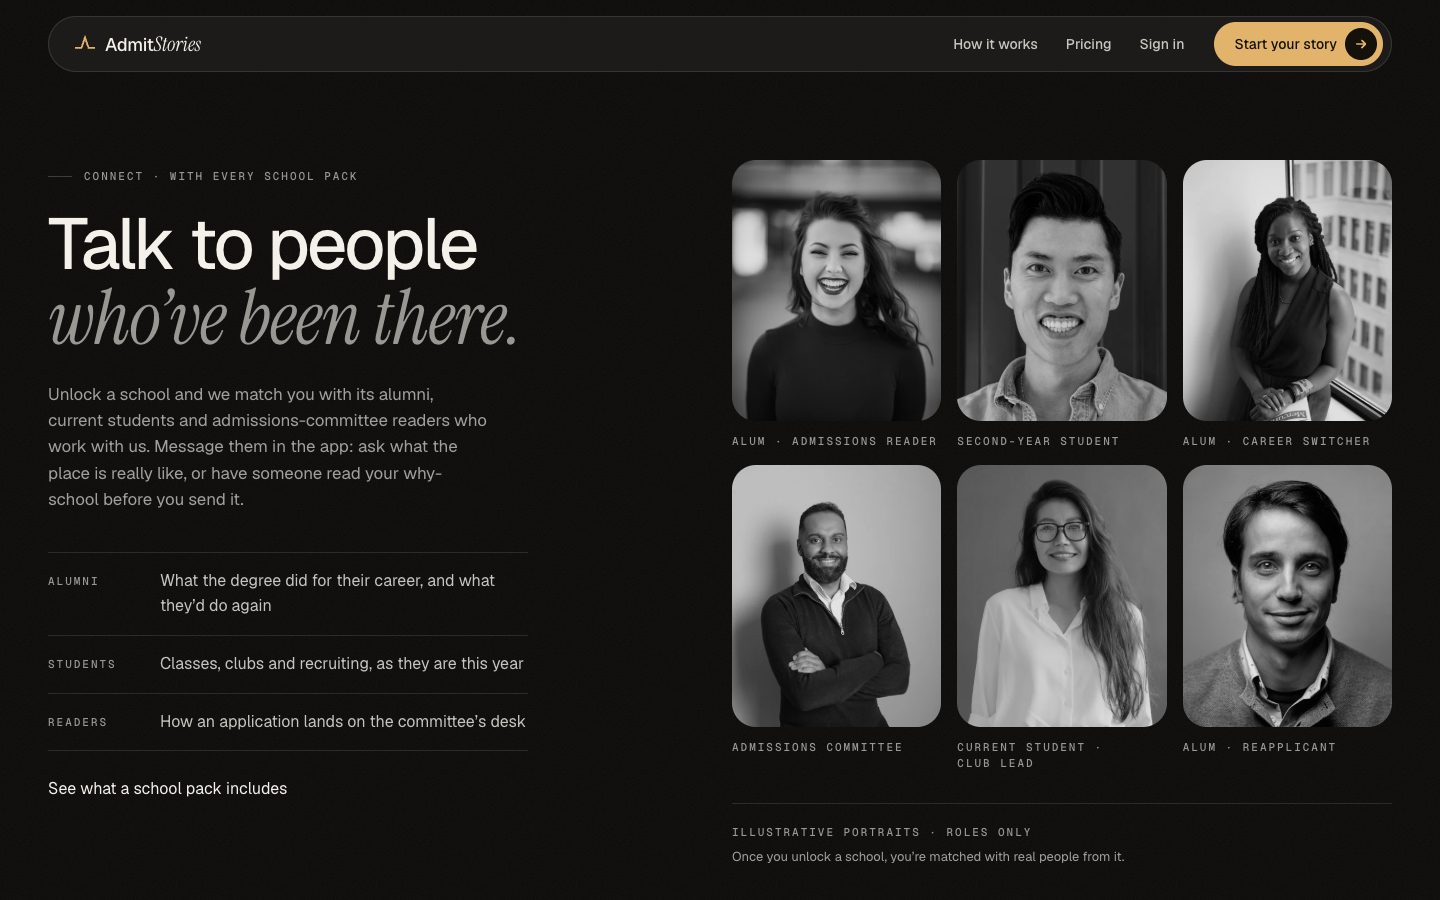 AdmitStories
How it works
Pricing
Sign in
Start your story
CONNECT · WITH EVERY SCHOOL PACK
Talk to people
who’ve been there.
Unlock a school and we match you with its alumni,
current students and admissions-committee readers who
work with us. Message them in the app: ask what the
place is really like, or have someone read your why-
school before you send it.
ALUMNI
What the degree did for their career, and what
they’d do again
STUDENTS
Classes, clubs and recruiting, as they are this year
READERS
How an application lands on the committee’s desk
See what a school pack includes
ALUM · ADMISSIONS READER
SECOND-YEAR STUDENT
ALUM · CAREER SWITCHER
ADMISSIONS COMMITTEE
CURRENT STUDENT ·
CLUB LEAD
ALUM · REAPPLICANT
ILLUSTRATIVE PORTRAITS · ROLES ONLY
Once you unlock a school, you’re matched with real people from it.